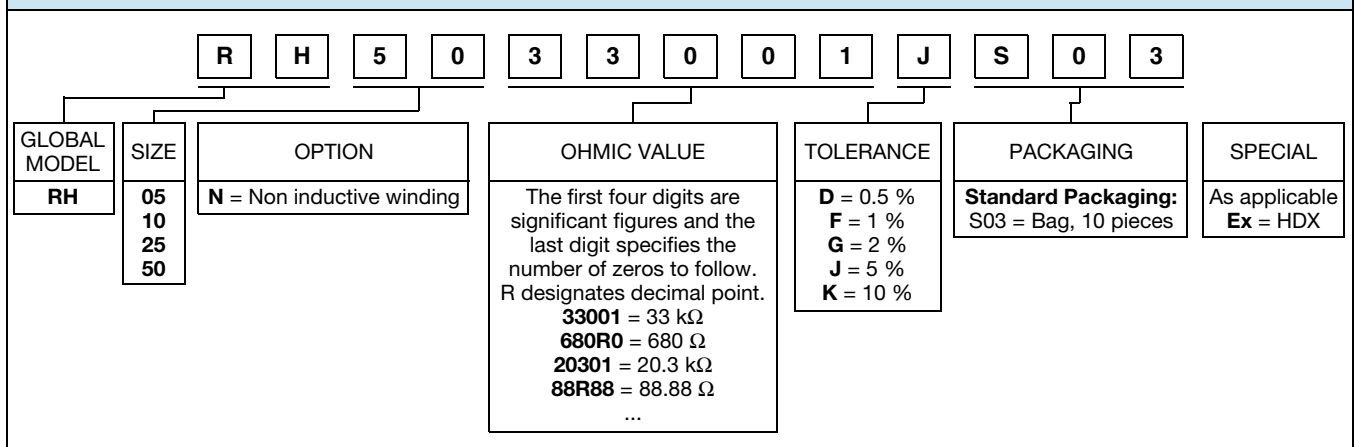 R H 5 0 3 3 0 0 1 J S 0 3
GLOBAL
MODEL
RH
SIZE
05
10
25
50
OPTION
N = Non inductive winding
OHMIC VALUE
The first four digits are
significant figures and the
last digit specifies the
number of zeros to follow.
R designates decimal point.
33001 = 33 kΩ
680R0 = 680 Ω
20301 = 20.3 kΩ
88R88 = 88.88 Ω
...
TOLERANCE
D = 0.5 %
F = 1 %
G = 2 %
J = 5 %
K = 10 %
PACKAGING
Standard Packaging:
S03 = Bag, 10 pieces
SPECIAL
As applicable
Ex = HDX